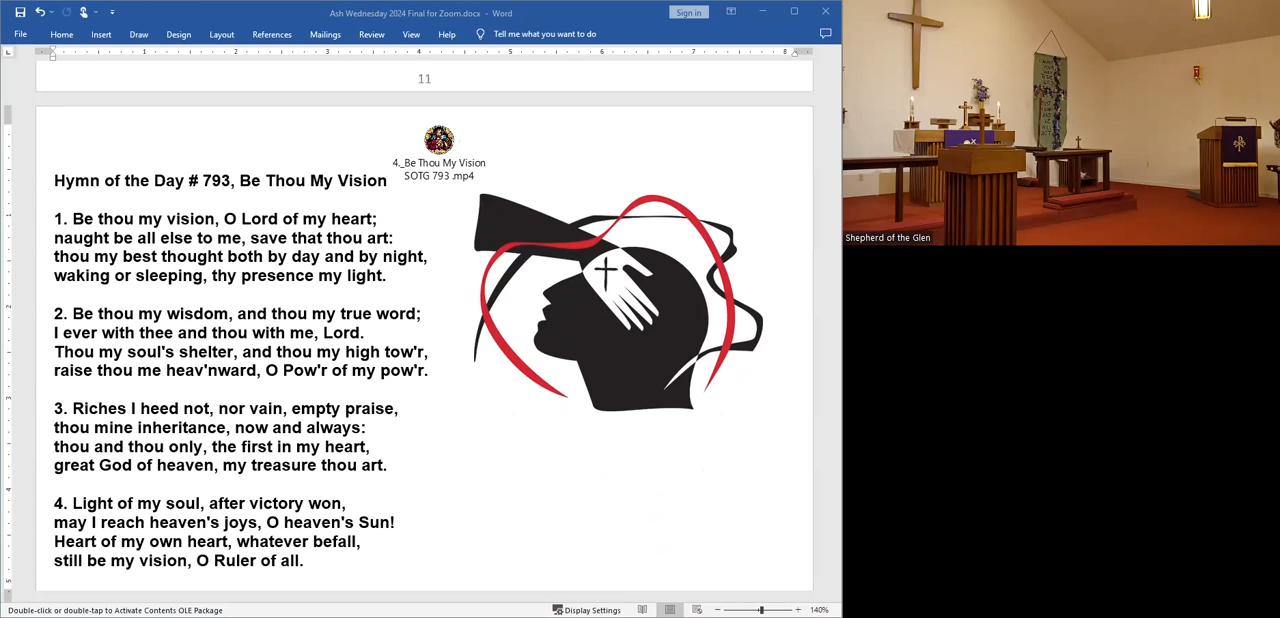 Ash Wednesday 2024 Final for Zoom.docx - Word
Sign in
File Home Insert Draw Design Layout References Mailings Review View Help Tell me what you want to do
1 2 3 4 5 6 7 8
11
4._Be Thou My Vision
SOTG 793 .mp4
Hymn of the Day # 793, Be Thou My Vision
1. Be thou my vision, O Lord of my heart;
naught be all else to me, save that thou art:
thou my best thought both by day and by night,
waking or sleeping, thy presence my light.
2. Be thou my wisdom, and thou my true word;
I ever with thee and thou with me, Lord.
Thou my soul's shelter, and thou my high tow'r,
raise thou me heav'nward, O Pow'r of my pow'r.
3. Riches I heed not, nor vain, empty praise,
thou mine inheritance, now and always:
thou and thou only, the first in my heart,
great God of heaven, my treasure thou art.
4. Light of my soul, after victory won,
may I reach heaven's joys, O heaven's Sun!
Heart of my own heart, whatever befall,
still be my vision, O Ruler of all.
Double-click or double-tap to Activate Contents OLE Package
Display Settings
140%
Shepherd of the Glen